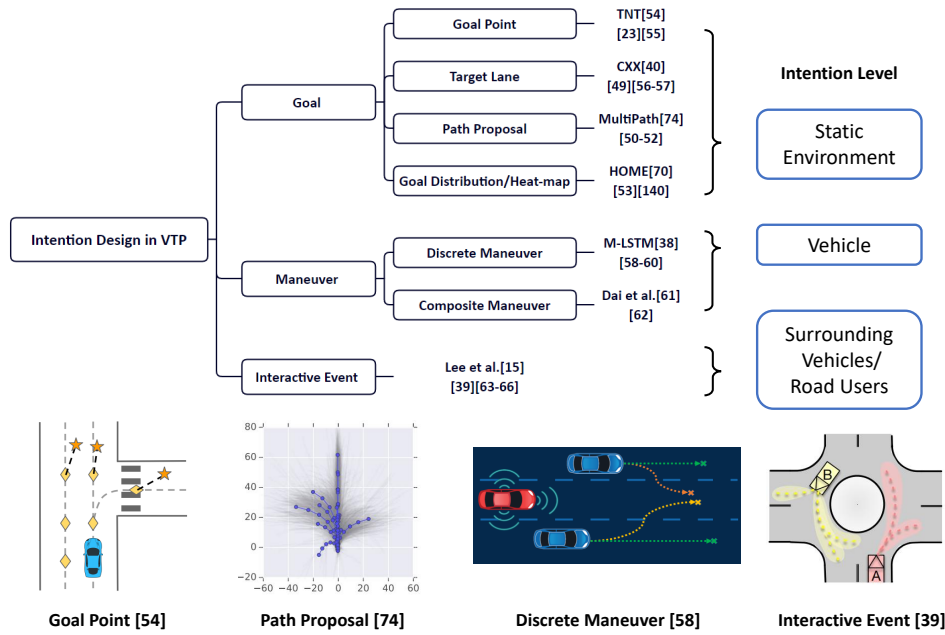 Goal Point
TNT[54]
[23][55]
Intention Level
Target Lane
CXX[40]
[49][56-57]
Goal
Path Proposal
MultiPath[74]
[50-52]
Static
Environment
Goal Distribution/Heat-map
HOME[70]
[53][140]
Intention Design in VTP
Discrete Maneuver
M-LSTM[38]
[58-60]
Vehicle
Maneuver
Composite Maneuver
Dai et al.[61]
[62]
Interactive Event
Lee et al.[15]
[39][63-66]
Surrounding
Vehicles/
Road Users
80
60
40
20
0
−20
−60 −40 −20 0 20 40 60
B
A
Goal Point [54]
Path Proposal [74]
Discrete Maneuver [58]
Interactive Event [39]